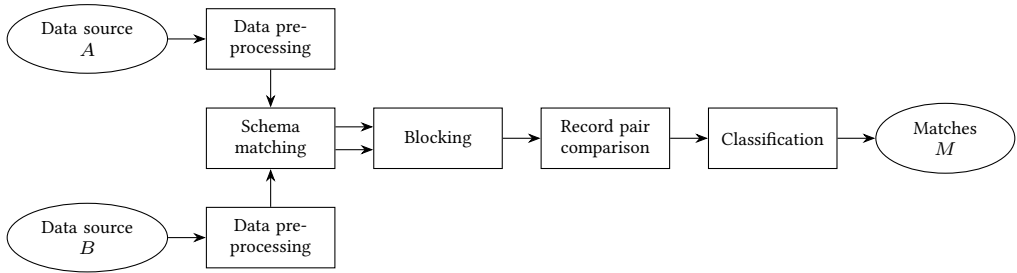 Data source
A
Data pre-
processing
Schema
matching
Blocking
Record pair
comparison
Classification
Matches
M
Data source
B
Data pre-
processing